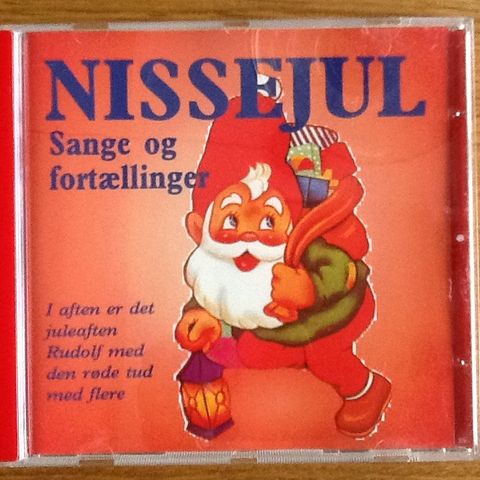 NISSEJUL
Sange og
fortællinger
I aften er det
juleaften
Rudolf med
den røde tud
med flere